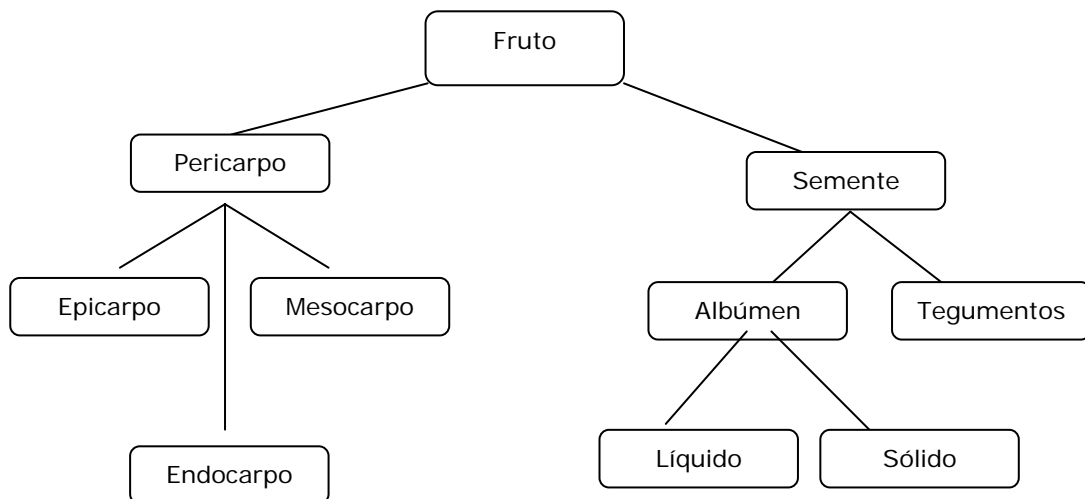 Fruto
Pericarpo
Semente
Epicarpo
Mesocarpo
Albúmen
Tegumentos
Endocarpo
Líquido
Sólido